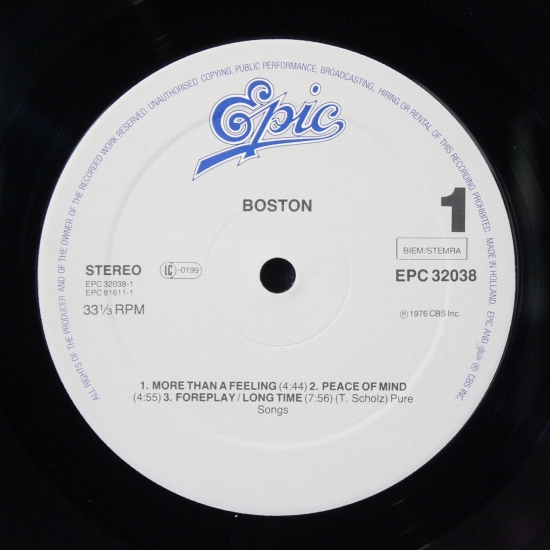 ALL RIGHTS OF THE PRODUCER AND OF THE OWNER OF THE RECORDED WORK RESERVED. UNAUTHORISED COPYING, PUBLIC PERFORMANCE, BROADCASTING, HIRING OR RENTAL OF THIS RECORDING PROHIBITED. MADE IN HOLLAND. EPIC AND CBS INC.
Epic
BOSTON
1
BIEM/STEMRA
STEREO
LC -0199
EPC 32038
EPC 32038-1
EPC 81611-1
33⅓ RPM
℗ 1976 CBS Inc.
1. MORE THAN A FEELING (4:44) 2. PEACE OF MIND
(4:55) 3. FOREPLAY / LONG TIME (7:56) (T. Scholz) Pure
Songs